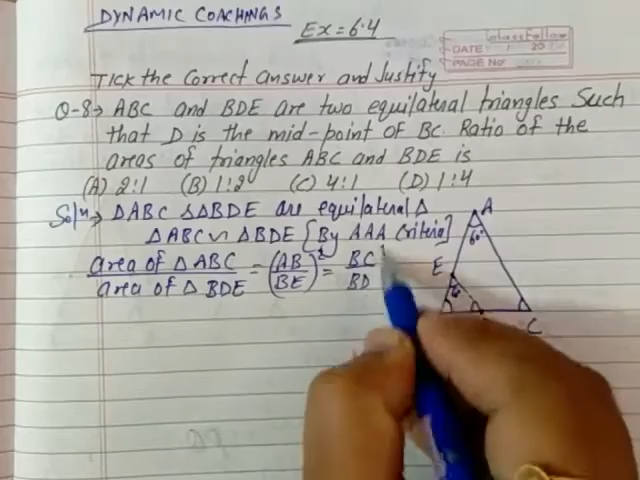 DYNAMIC COACHINGS
Ex = 6.4
classfellow
DATE: 20
PAGE No:
TICK the correct answer and Justify
Q-8→ ABC and BDE are two equilateral triangles Such
that D is the mid-point of BC. Ratio of the
areas of triangles ABC and BDE is
(A) 2:1 (B) 1:2 (C) 4:1 (D) 1:4
Solⁿ→ ΔABC & ΔBDE are equilateral Δ
ΔABC ∽ ΔBDE [By AAA Criteria]
area of ΔABC / area of ΔBDE = (AB/BE)² = BC/BD
A
60°
E
60°
C